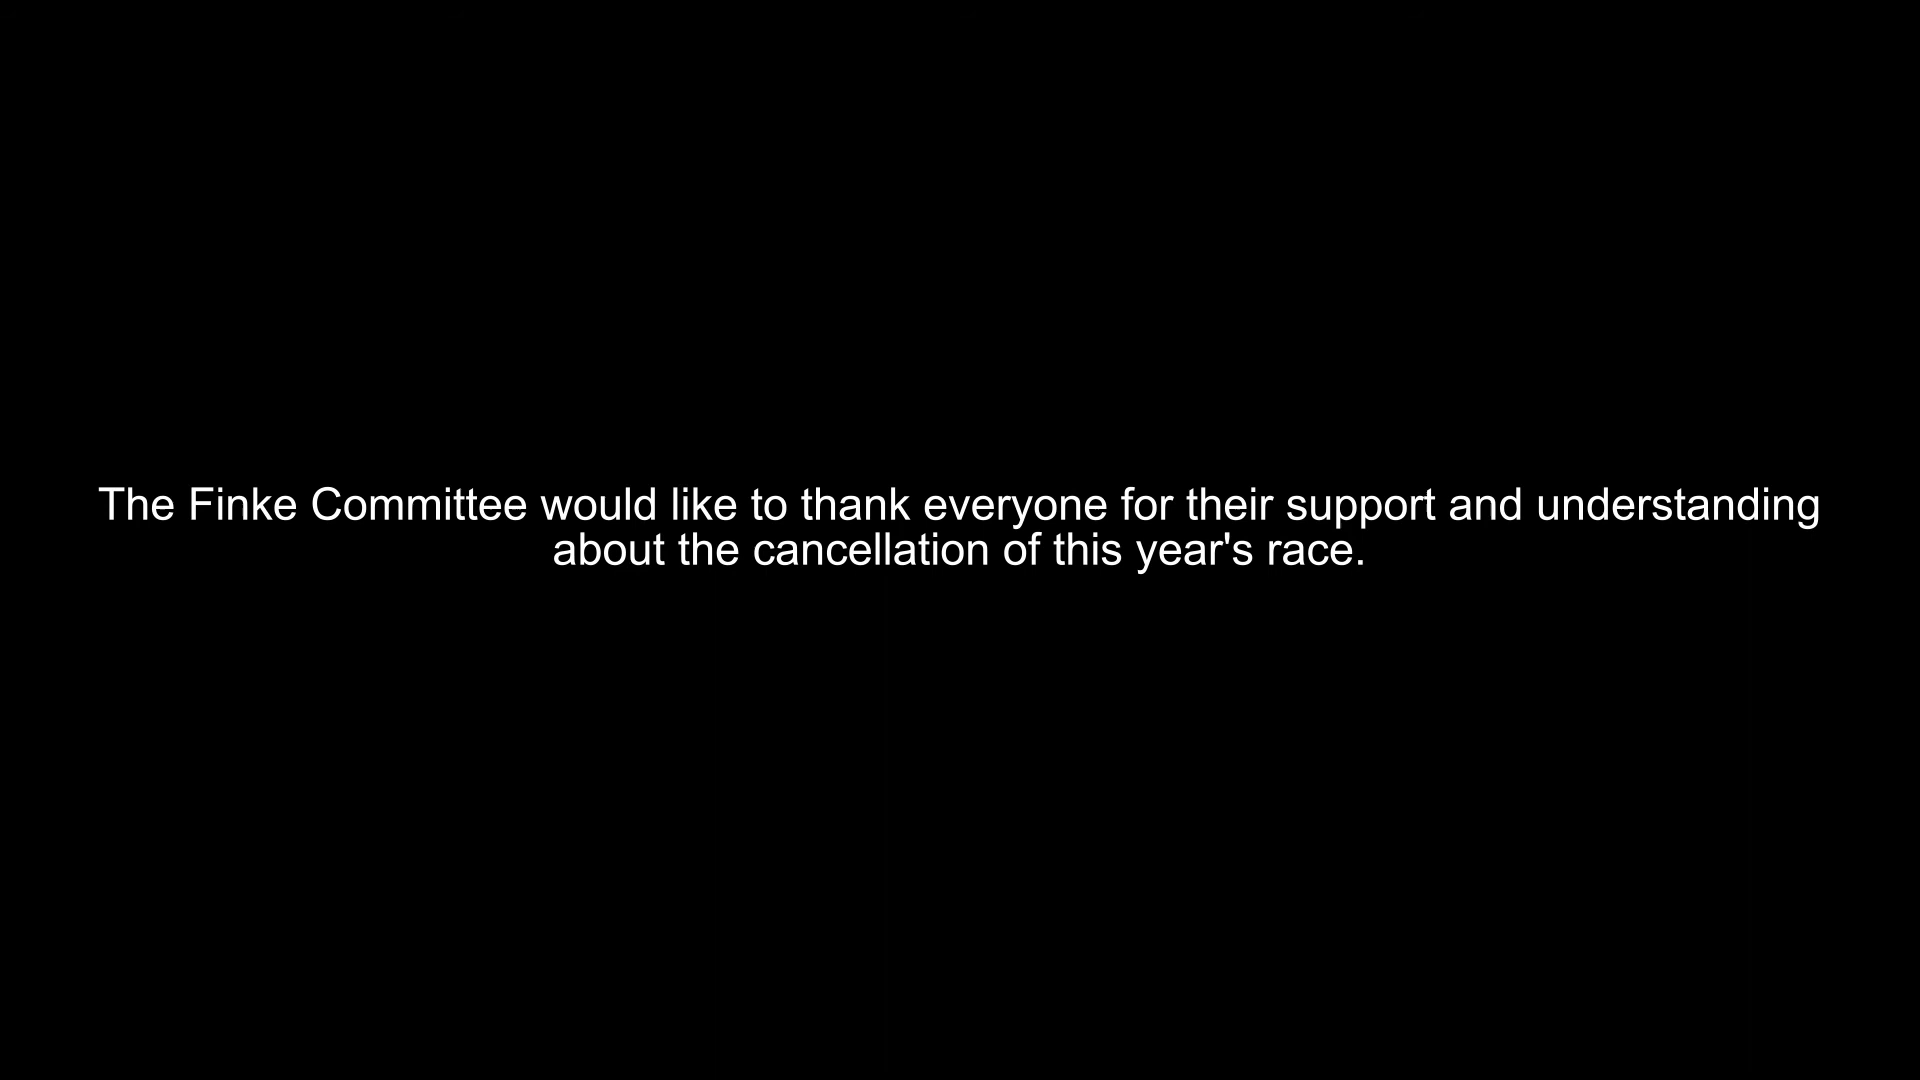 The Finke Committee would like to thank everyone for their support and understanding
about the cancellation of this year's race.